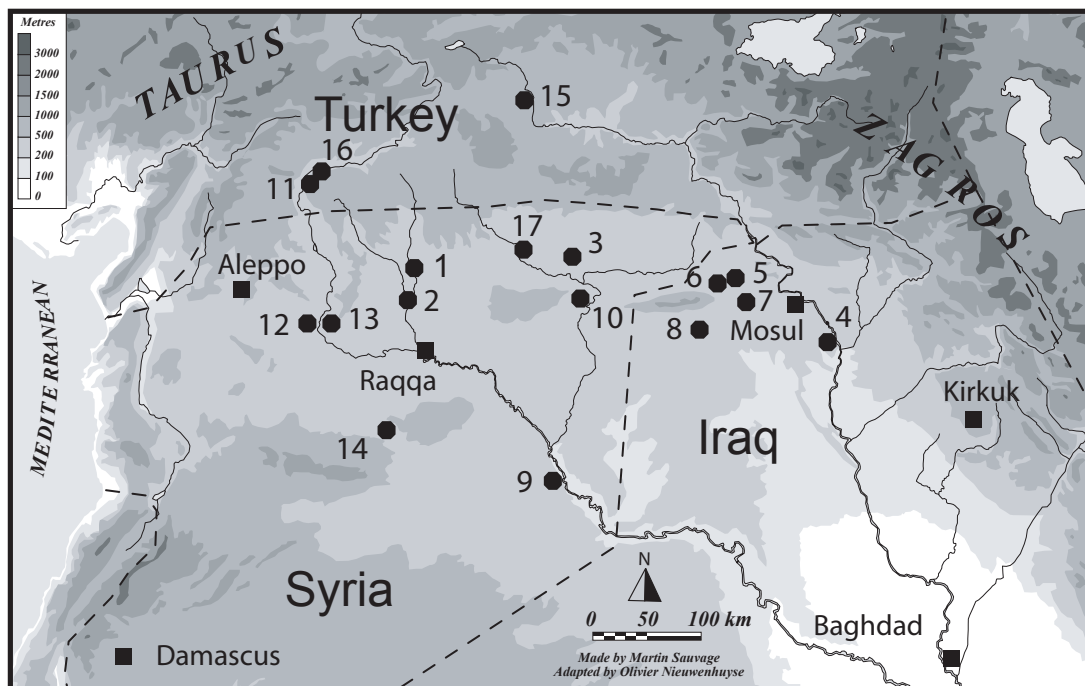 Metres
3000
2000
1500
1000
500
200
100
0
TAURUS
Turkey
ZAGROS
15
16
11
17
3
1
2
Aleppo
12
13
10
6
5
7
8
Mosul
4
Raqqa
Kirkuk
MEDITERRANEAN
14
Iraq
9
Syria
N
0 50 100 km
Made by Martin Sauvage
Adapted by Olivier Nieuwenhuyse
Baghdad
Damascus